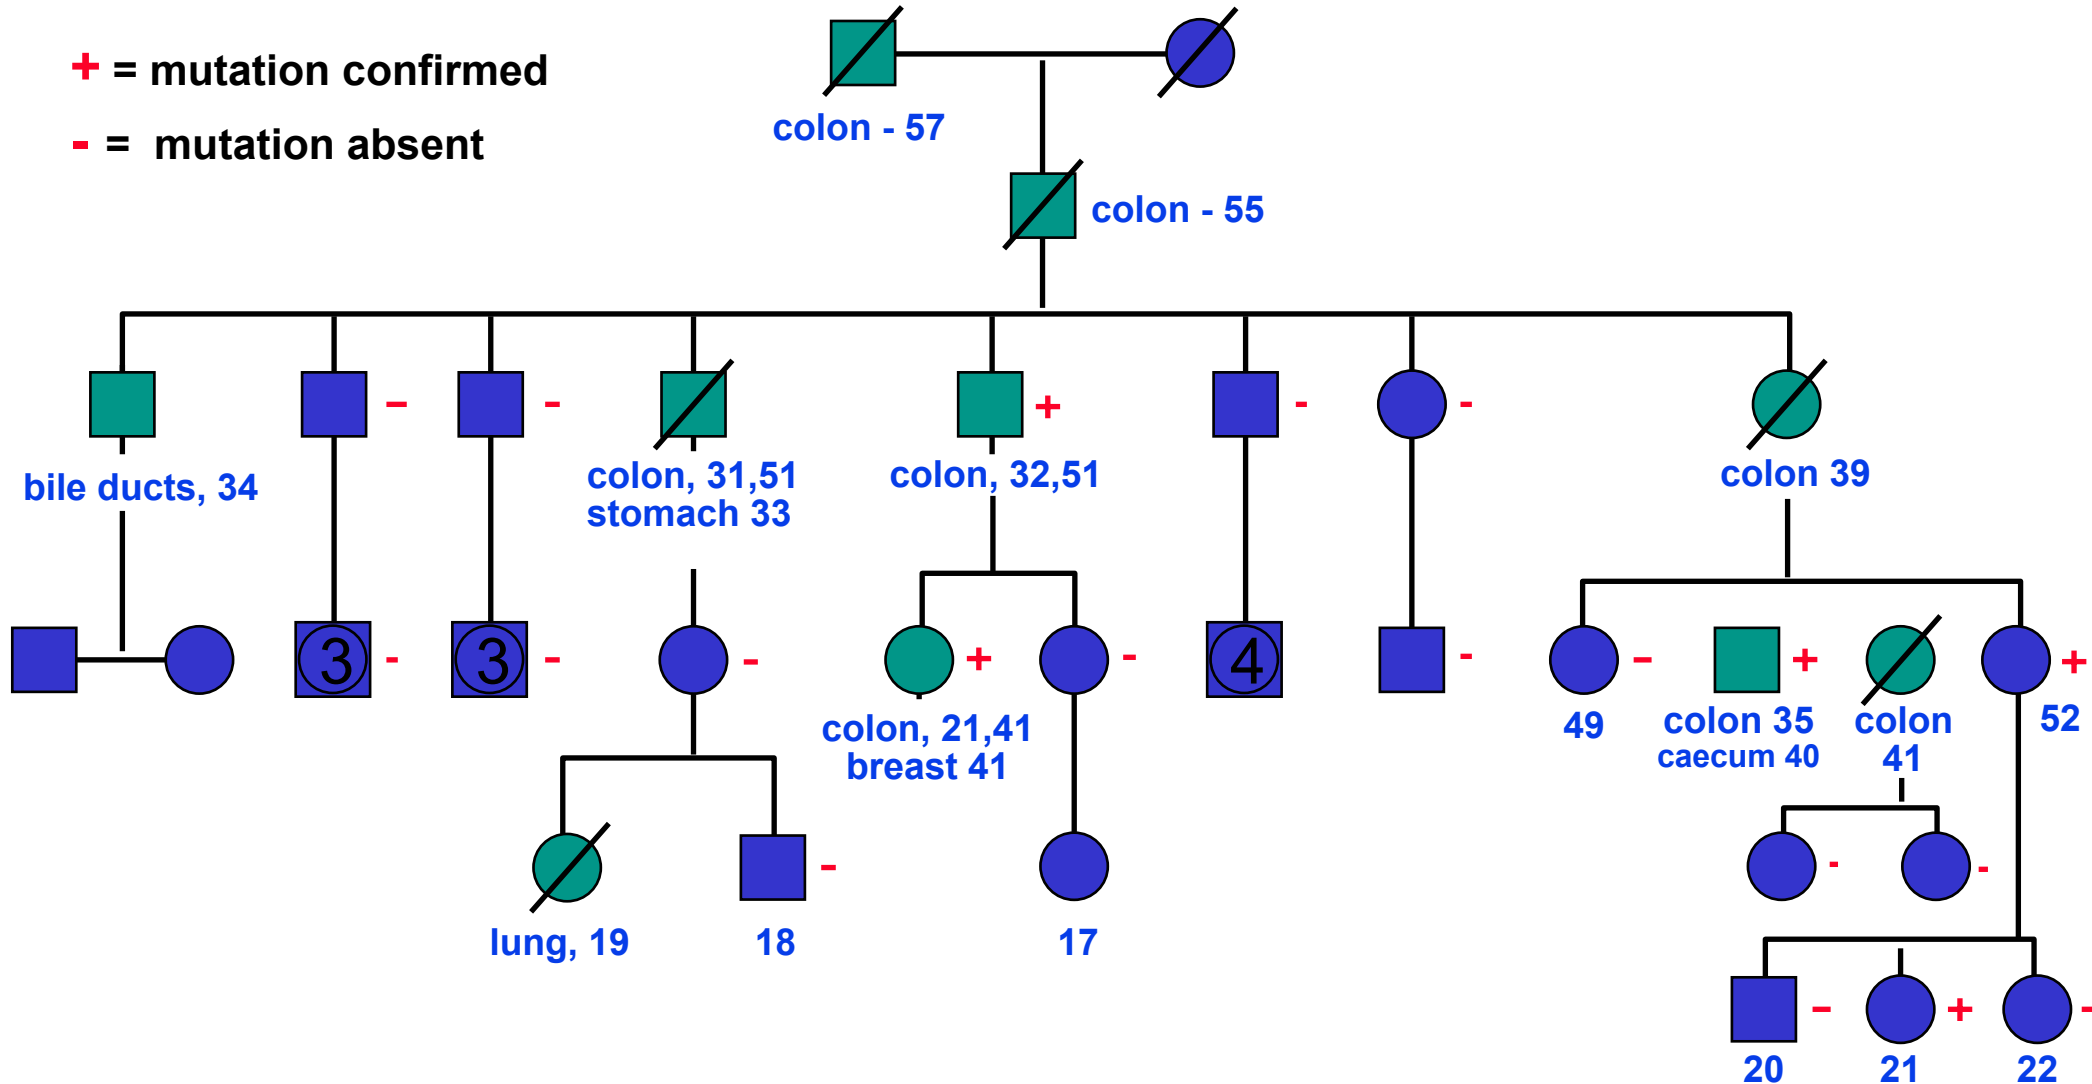 + = mutation confirmed
- = mutation absent
colon - 57
colon - 55
-
-
+
-
-
bile ducts, 34
colon, 31,51
stomach 33
colon, 32,51
colon 39
3 -
3 -
-
+
-
4
-
-
+
+
colon, 21,41
breast 41
49
colon 35
caecum 40
colon
41
52
-
-
-
lung, 19
18
17
-
+
-
20
21
22